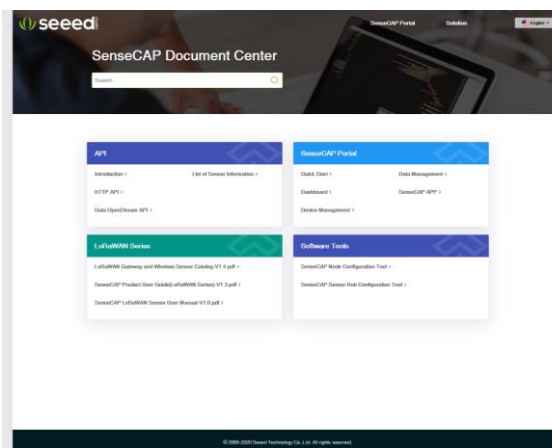 seeed
SenseCAP Portal
Solution
English
SenseCAP Document Center
Search
API
Introduction >
List of Sensor Information >
HTTP API >
Data OpenStream API >
SenseCAP Portal
Quick Start >
Data Management >
Dashboard >
SenseCAP APP >
Device Management >
LoRaWAN Series
LoRaWAN Gateway and Wireless Sensor Catalog V1.4.pdf >
SenseCAP Product User Guide(LoRaWAN Series)-V1.3.pdf >
SenseCAP LoRaWAN Sensor User Manual-V1.0.pdf >
Software Tools
SenseCAP Node Configuration Tool >
SenseCAP Sensor Hub Configuration Tool >
© 2008-2020 Seeed Technology Co.,Ltd. All rights reserved.